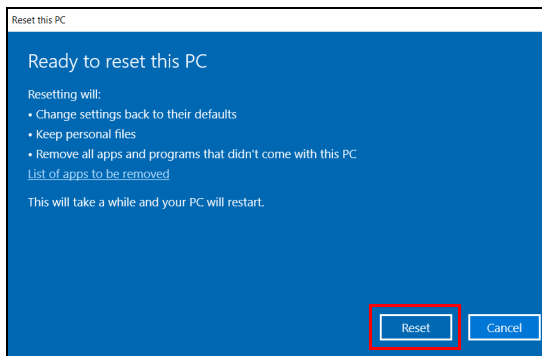 Reset this PC
Ready to reset this PC
Resetting will:
• Change settings back to their defaults
• Keep personal files
• Remove all apps and programs that didn't come with this PC
List of apps to be removed
This will take a while and your PC will restart.
Reset Cancel